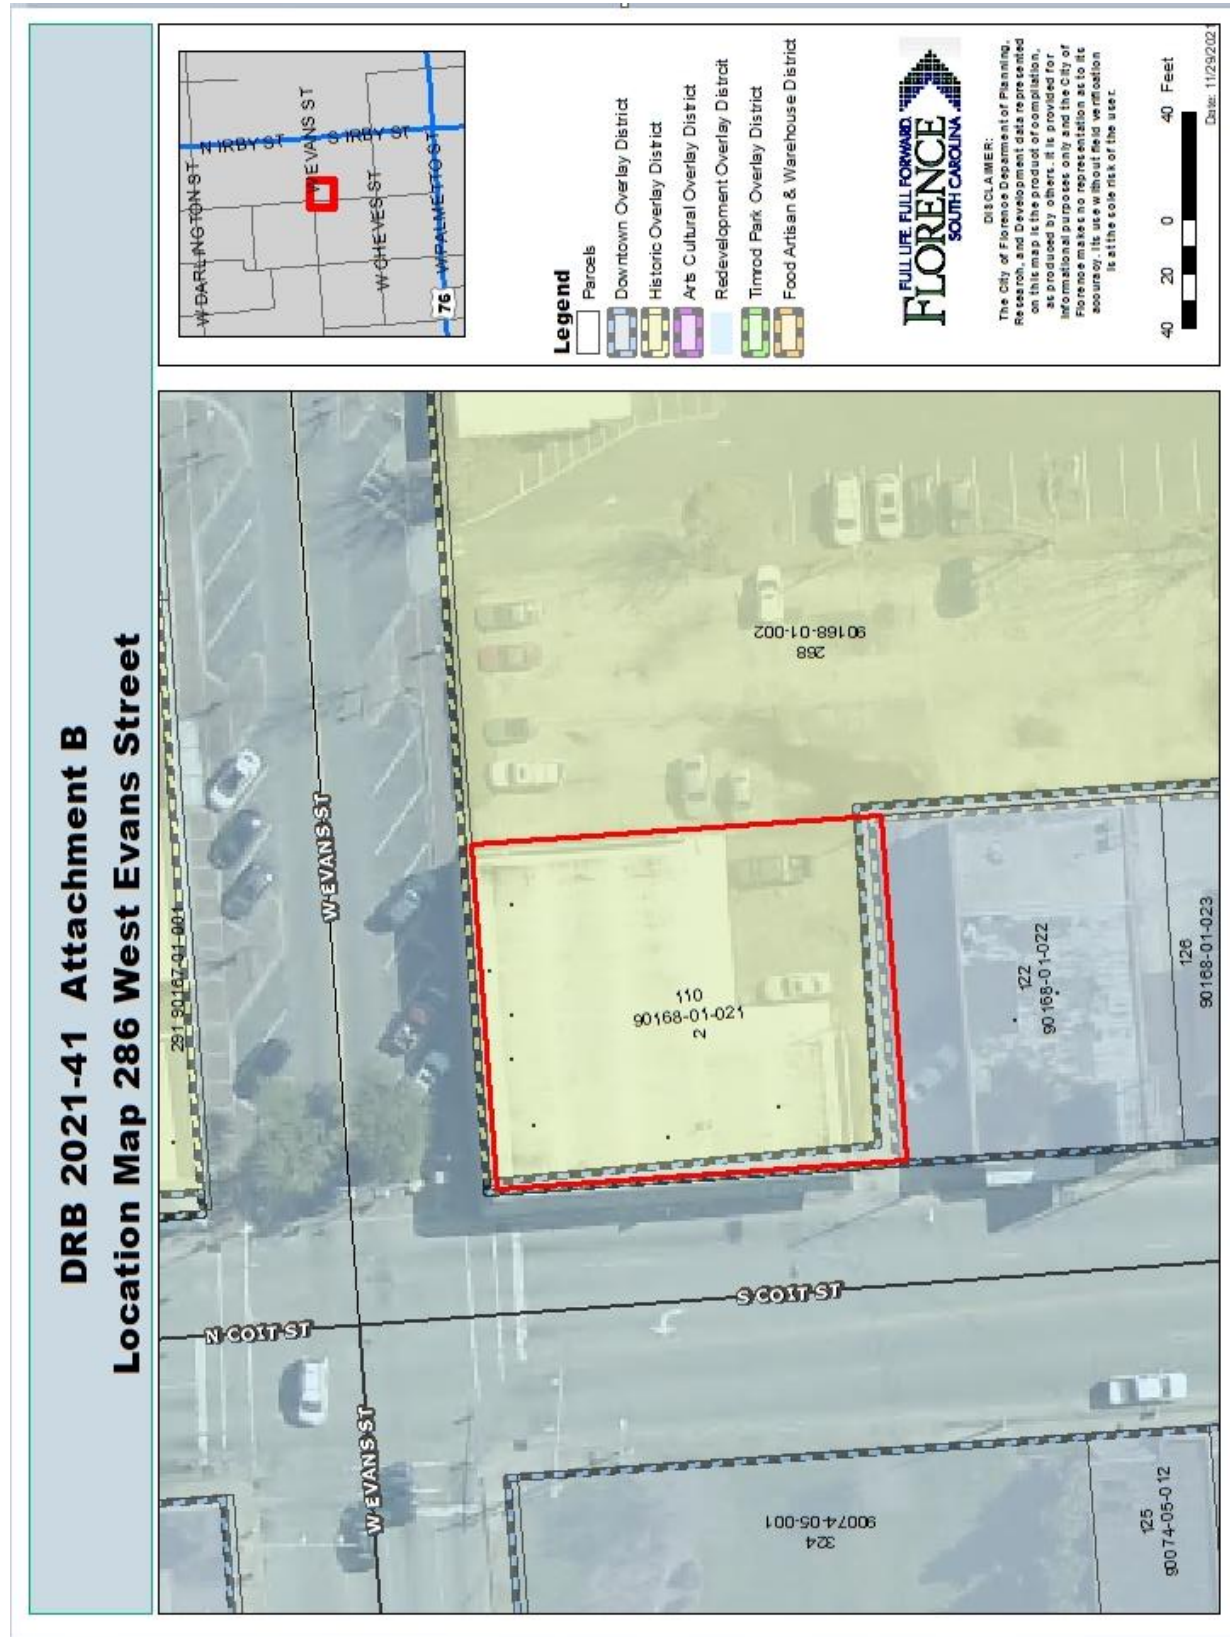 DRB 2021-41 Attachment B
Location Map 286 West Evans Street
291 90167-01-001
W EVANS ST
N COIT ST
W EVANS ST
S COIT ST
110
90168-01-021
2
268
90168-01-002
122
90168-01-022
126
90168-01-023
324
90074-05-001
125
90074-05-012
W DARLINGTON ST
N IRBY ST
W EVANS ST
S IRBY ST
W CHEVES ST
W PALMETTO ST
76
Legend
Parcels
Downtown Overlay District
Historic Overlay District
Arts Cultural Overlay District
Redevelopment Overlay Distrcit
Timrod Park Overlay District
Food Artisan & Warehouse District
FULL LIFE. FULL FORWARD.
FLORENCE
SOUTH CAROLINA
DISCLAIMER:
The City of Florence Department of Planning,
Research, and Development data represented
on this map is the product of compilation,
as produced by others. It is provided for
informational purposes only and the City of
Florence makes no representation as to its
accuracy. Its use without field verification
is at the sole risk of the user.
40 20 0 40 Feet
Date: 11/29/2021